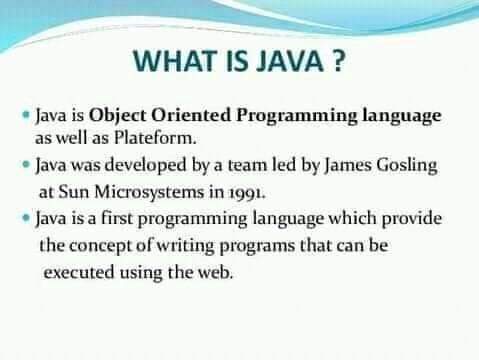 WHAT IS JAVA ?
• Java is Object Oriented Programming language
as well as Plateform.
• Java was developed by a team led by James Gosling
at Sun Microsystems in 1991.
• Java is a first programming language which provide
the concept of writing programs that can be
executed using the web.